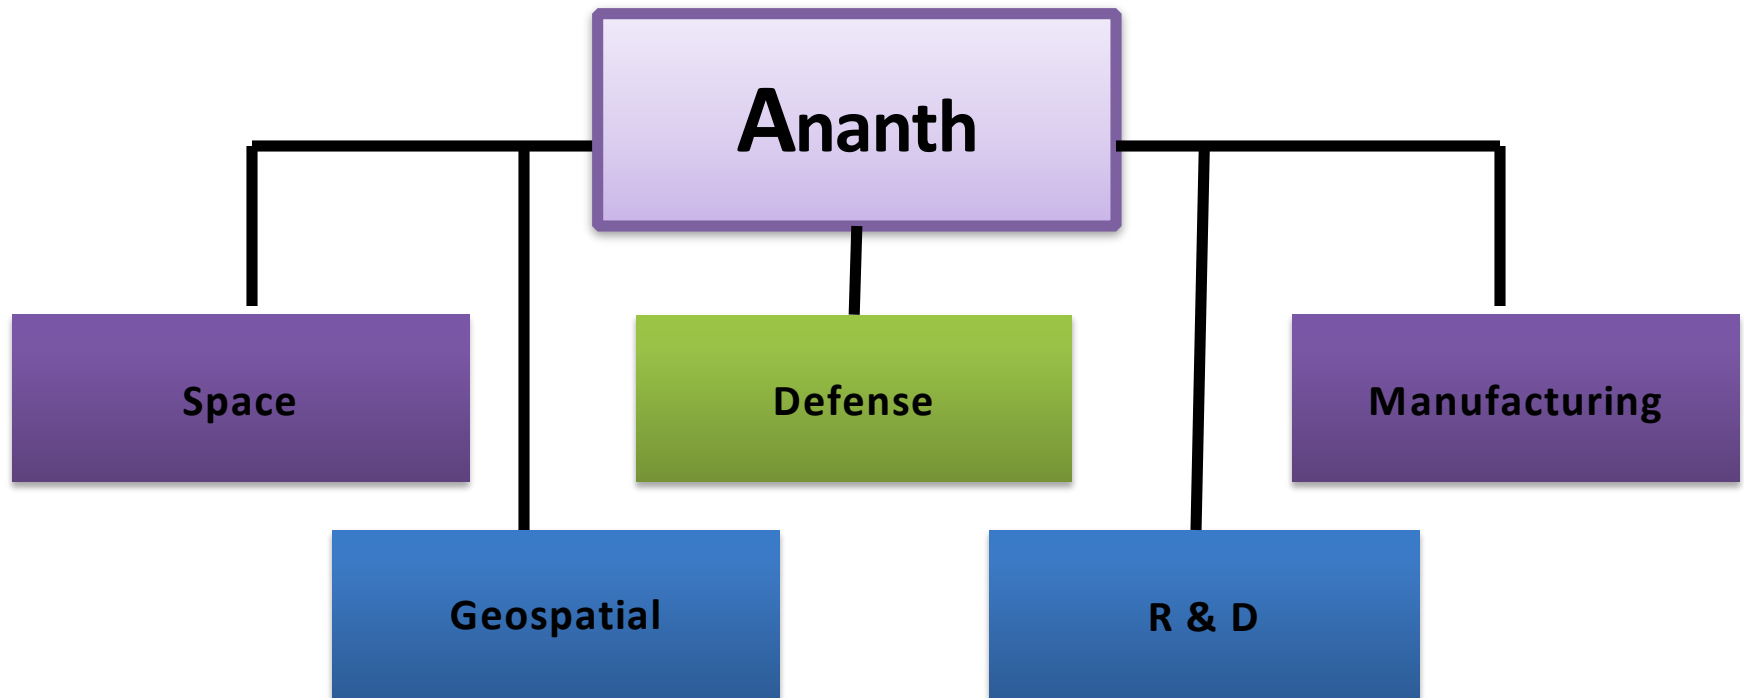 Ananth
Space
Defense
Manufacturing
Geospatial
R & D